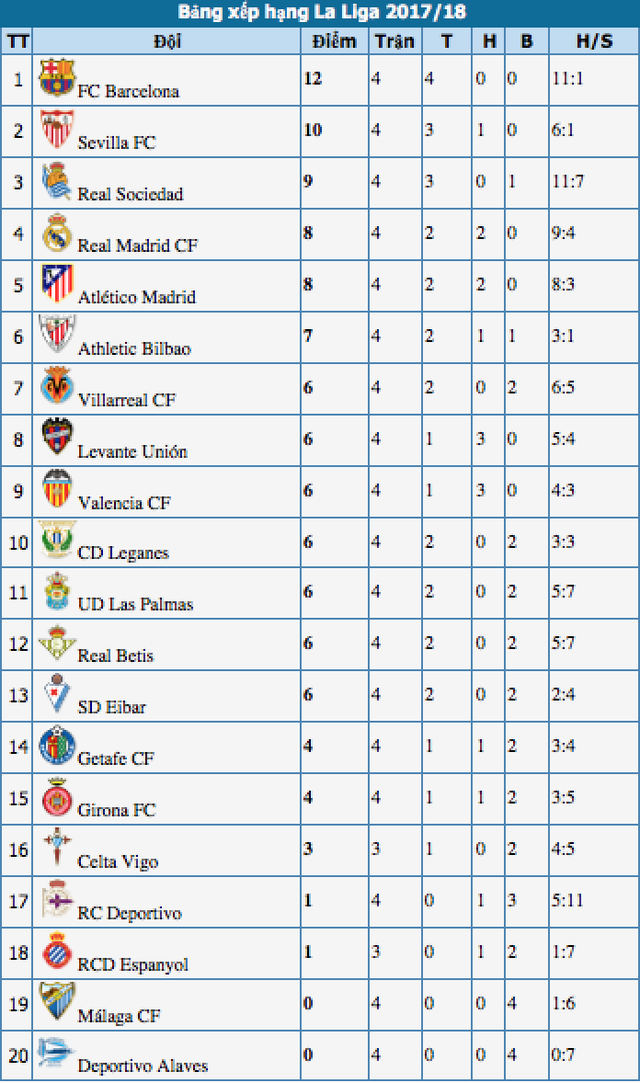 Bảng xếp hạng La Liga 2017/18
TT Đội Điểm Trận T H B H/S
1 FC Barcelona 12 4 4 0 0 11:1
2 Sevilla FC 10 4 3 1 0 6:1
3 Real Sociedad 9 4 3 0 1 11:7
4 Real Madrid CF 8 4 2 2 0 9:4
5 Atlético Madrid 8 4 2 2 0 8:3
6 Athletic Bilbao 7 4 2 1 1 3:1
7 Villarreal CF 6 4 2 0 2 6:5
8 Levante Unión 6 4 1 3 0 5:4
9 Valencia CF 6 4 1 3 0 4:3
10 CD Leganes 6 4 2 0 2 3:3
11 UD Las Palmas 6 4 2 0 2 5:7
12 Real Betis 6 4 2 0 2 5:7
13 SD Eibar 6 4 2 0 2 2:4
14 Getafe CF 4 4 1 1 2 3:4
15 Girona FC 4 4 1 1 2 3:5
16 Celta Vigo 3 3 1 0 2 4:5
17 RC Deportivo 1 4 0 1 3 5:11
18 RCD Espanyol 1 3 0 1 2 1:7
19 Málaga CF 0 4 0 0 4 1:6
20 Deportivo Alaves 0 4 0 0 4 0:7